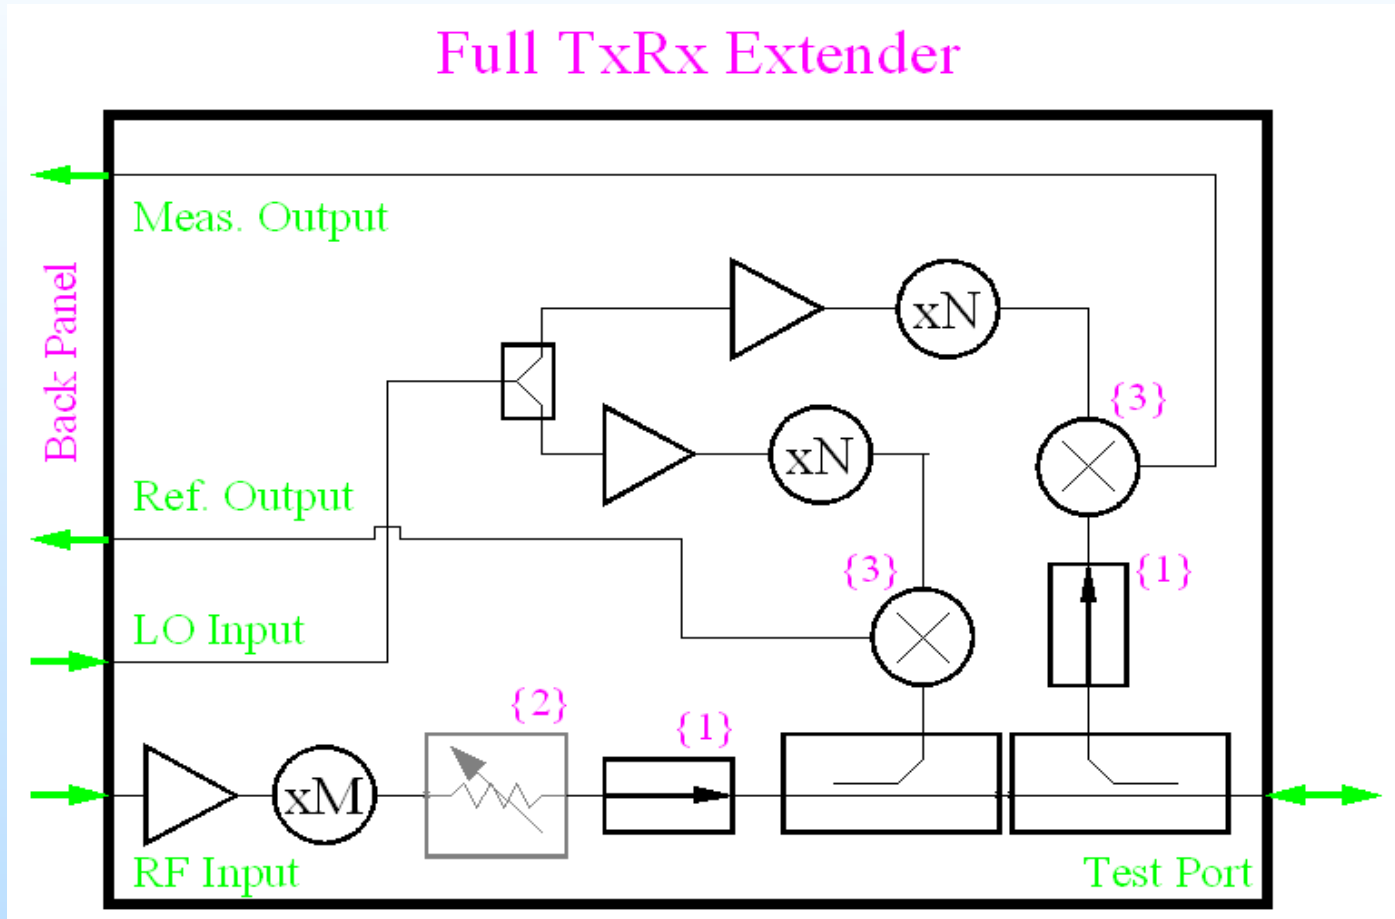 Full TxRx Extender
Meas. Output
Back Panel
xN
{3}
xN
Ref. Output
{3}
{1}
LO Input
{2}
{1}
xM
RF Input
Test Port